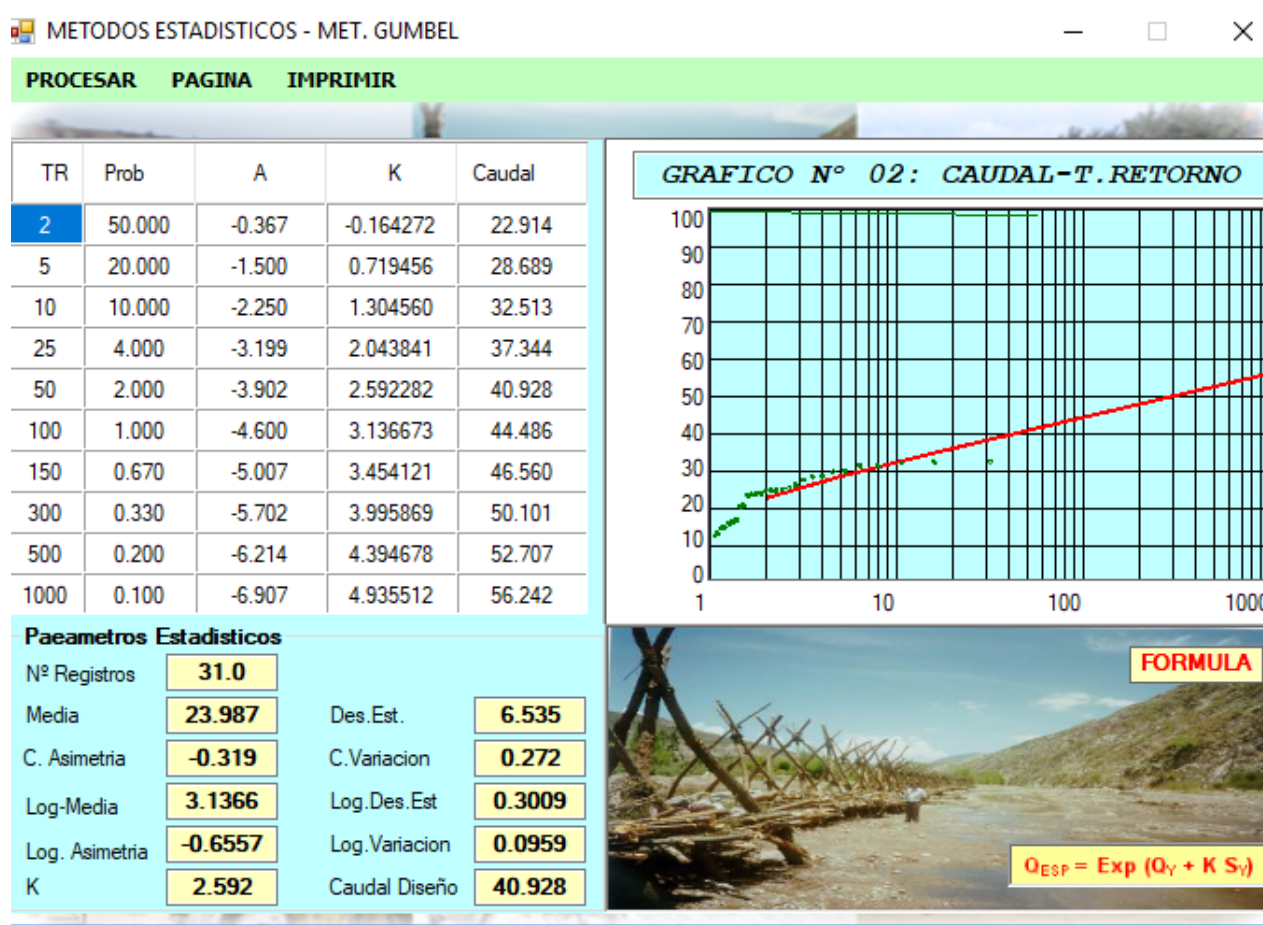 METODOS ESTADISTICOS - MET. GUMBEL
PROCESAR PAGINA IMPRIMIR
TR Prob A K Caudal
2 50.000 -0.367 -0.164272 22.914
5 20.000 -1.500 0.719456 28.689
10 10.000 -2.250 1.304560 32.513
25 4.000 -3.199 2.043841 37.344
50 2.000 -3.902 2.592282 40.928
100 1.000 -4.600 3.136673 44.486
150 0.670 -5.007 3.454121 46.560
300 0.330 -5.702 3.995869 50.101
500 0.200 -6.214 4.394678 52.707
1000 0.100 -6.907 4.935512 56.242
GRAFICO Nº 02: CAUDAL-T.RETORNO
100
90
80
70
60
50
40
30
20
10
0
1 10 100 1000
Paeametros Estadisticos
Nº Registros 31.0
Media 23.987 Des.Est. 6.535
C. Asimetria -0.319 C.Variacion 0.272
Log-Media 3.1366 Log.Des.Est 0.3009
Log. Asimetria -0.6557 Log.Variacion 0.0959
K 2.592 Caudal Diseño 40.928
FORMULA
QESP = Exp (QY + K SY)